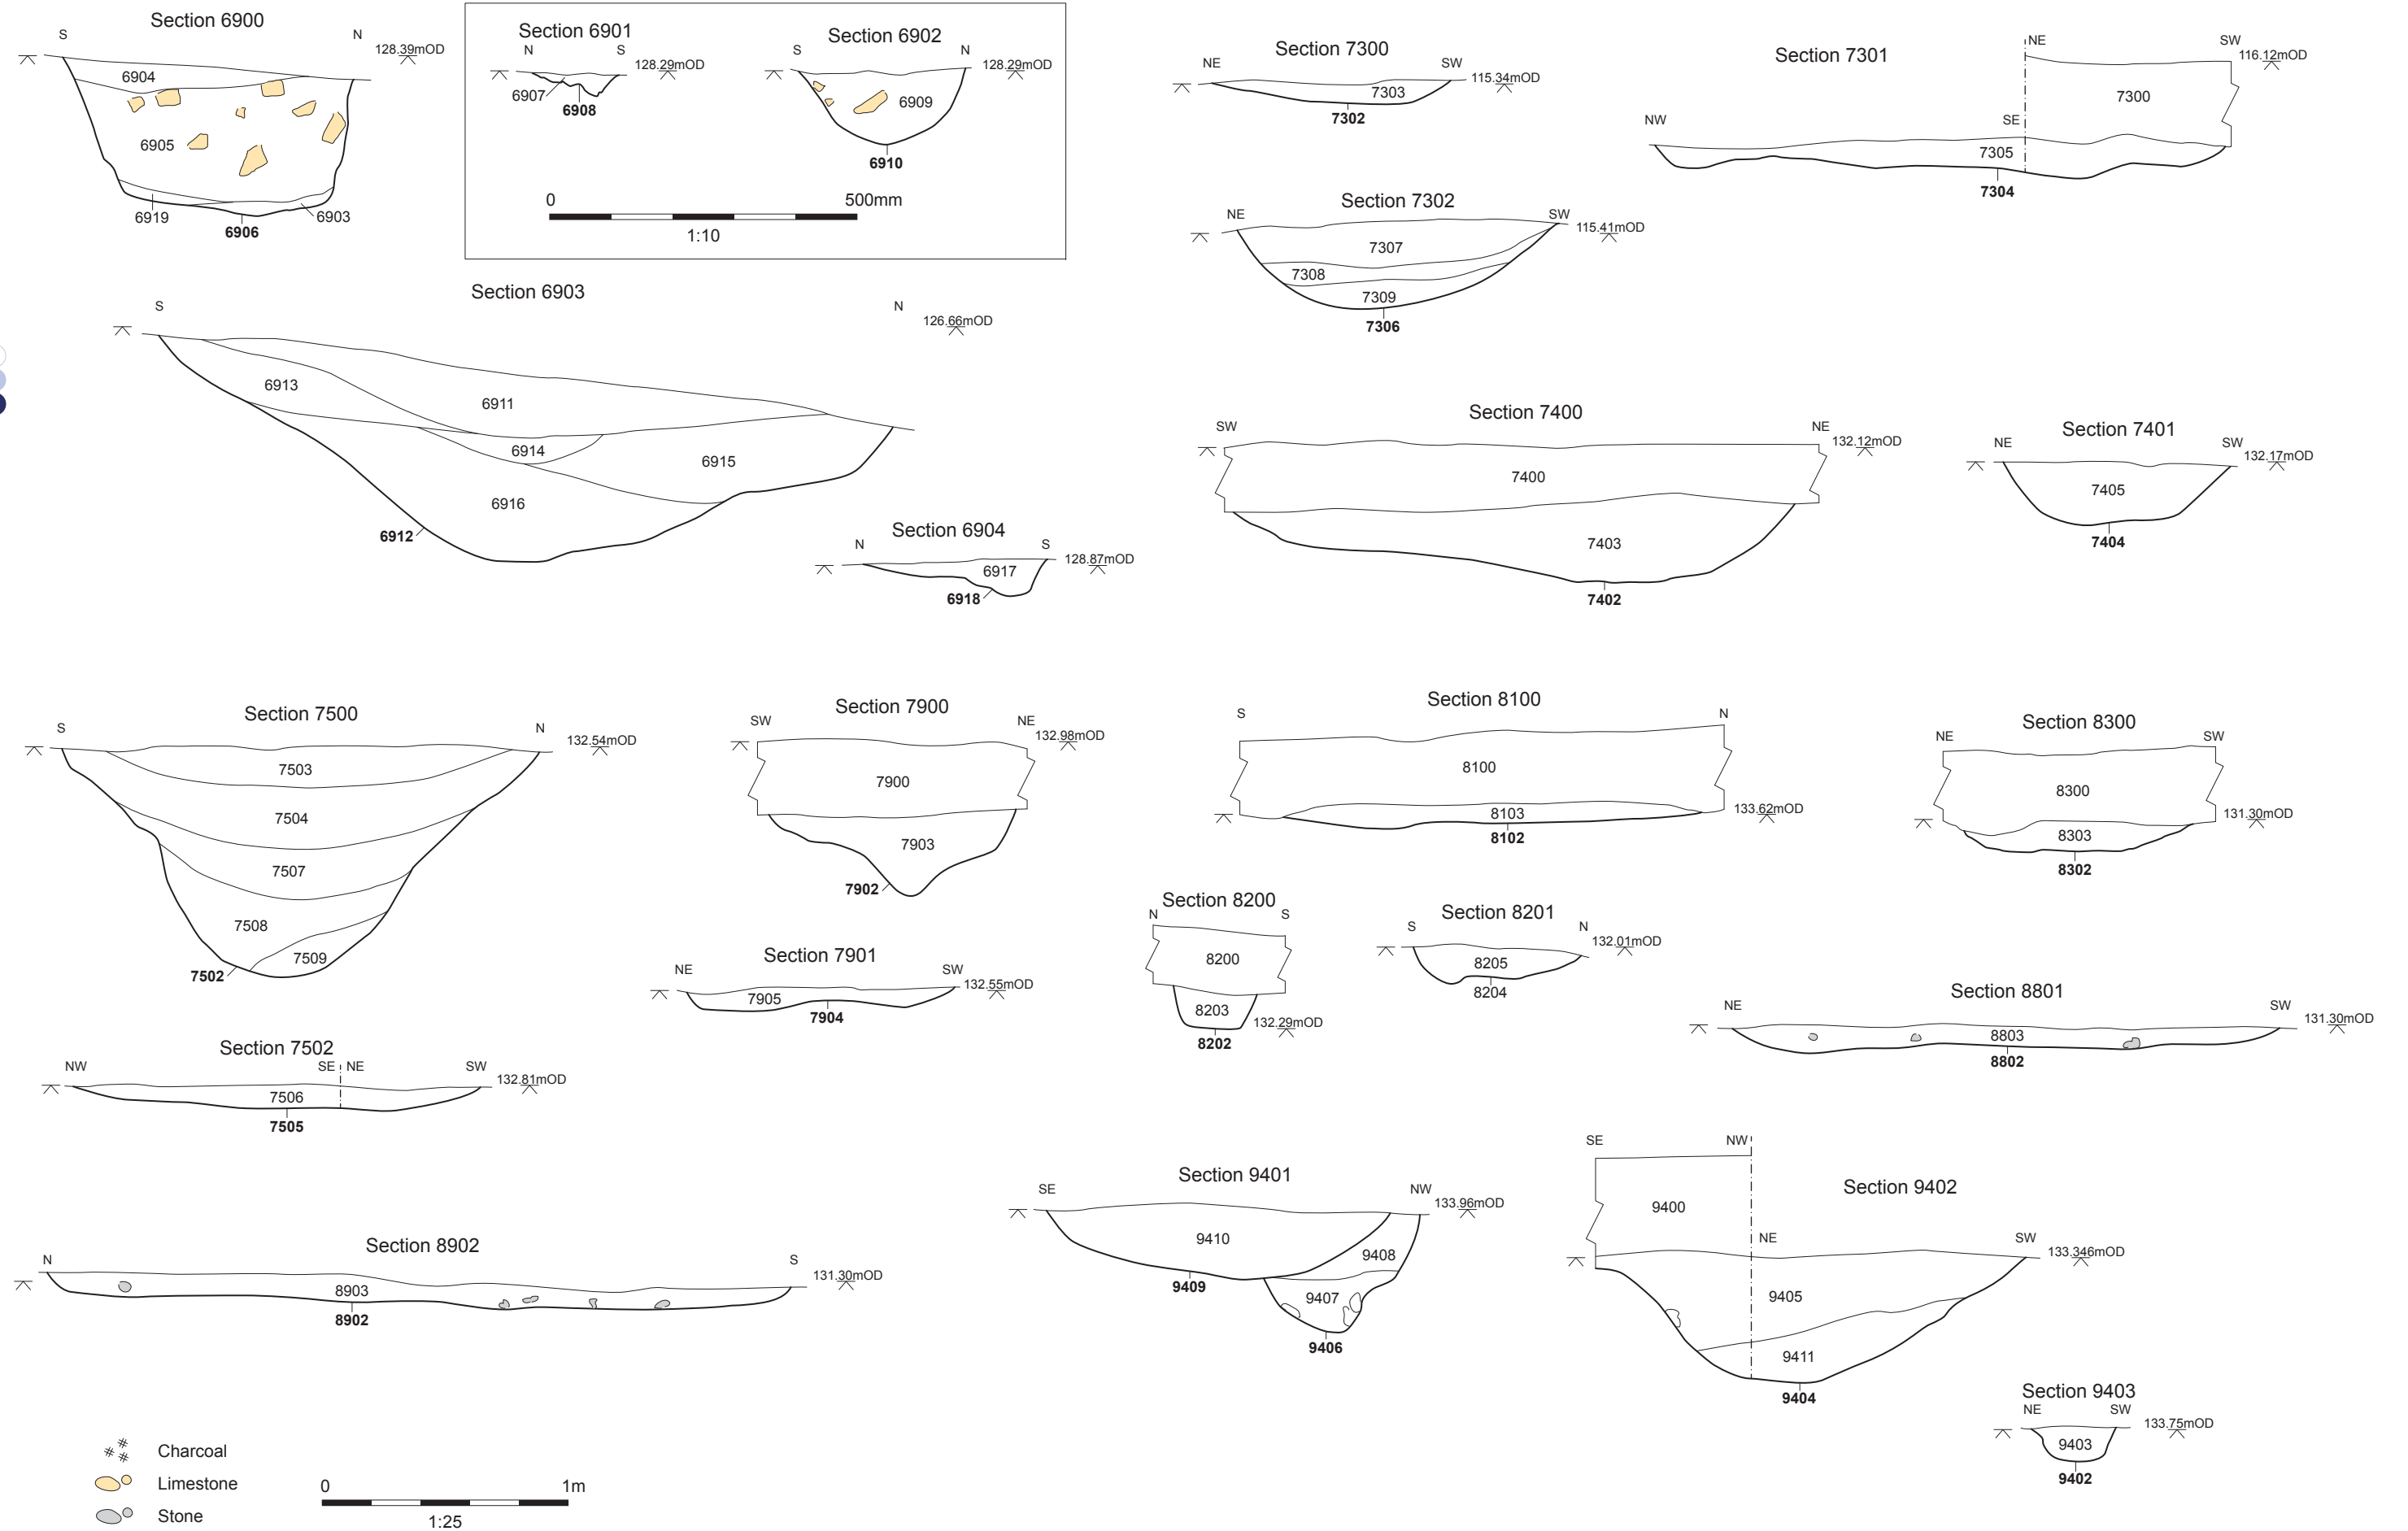 Section 6900
S N
128.39mOD
6904
6905
6919
6903
6906
Section 6901
N S
128.29mOD
6907
6908
Section 6902
S N
128.29mOD
6909
6910
0 500mm
1:10
Section 7300
NE SW
115.34mOD
7303
7302
Section 7301
NE SW
116.12mOD
7300
NW SE
7305
7304
Section 7302
NE SW
115.41mOD
7307
7308
7309
7306
Section 6903
S N
126.66mOD
6913
6911
6914
6915
6916
6912
Section 6904
N S
128.87mOD
6917
6918
Section 7400
SW NE
132.12mOD
7400
7403
7402
Section 7401
NE SW
132.17mOD
7405
7404
Section 7500
S N
132.54mOD
7503
7504
7507
7508
7509
7502
Section 7900
SW NE
132.98mOD
7900
7903
7902
Section 8100
S N
8100
133.62mOD
8103
8102
Section 8300
NE SW
8300
131.30mOD
8303
8302
Section 7901
NE SW
132.55mOD
7905
7904
Section 8200
N S
8200
8203
132.29mOD
8202
Section 8201
S N
132.01mOD
8205
8204
Section 8801
NE SW
131.30mOD
8803
8802
Section 7502
NW SE NE SW
132.81mOD
7506
7505
Section 8902
N S
131.30mOD
8903
8902
Section 9401
SE NW
133.96mOD
9410
9408
9409
9407
9406
Section 9402
SE NW
9400
NE SW
133.346mOD
9405
9411
9404
Section 9403
NE SW
133.75mOD
9403
9402
Charcoal
Limestone
Stone
0 1m
1:25